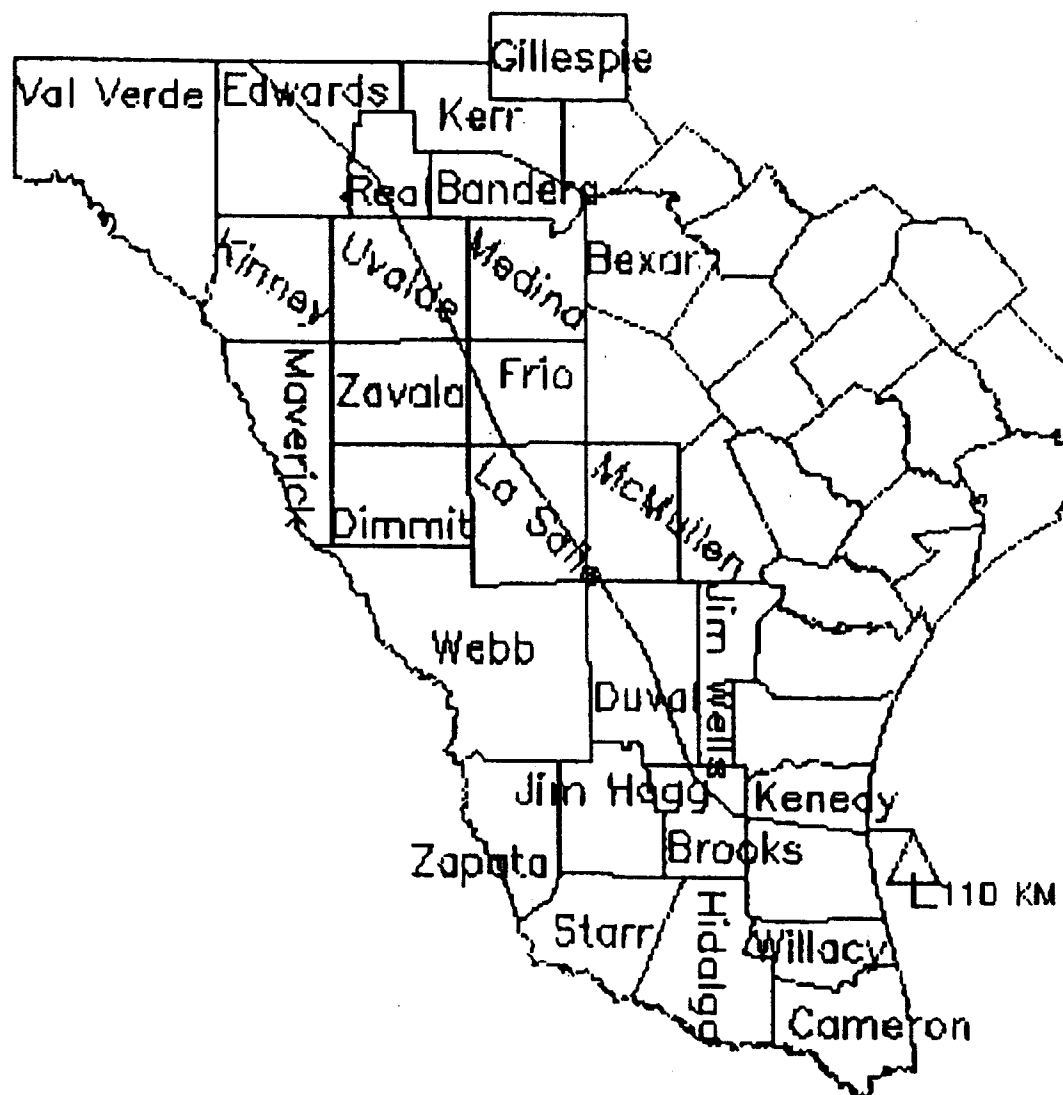 Gillespie
Val Verde
Edwards
Kerr
Real
Bandera
Kinney
Uvalde
Medina
Bexar
Maverick
Zavala
Frio
La Sall
McMullen
Dimmit
Webb
Duval
Jim Wells
Jim Hogg
Kenedy
Zapata
Brooks
110 KM
Starr
Hidalgo
Willacy
Cameron